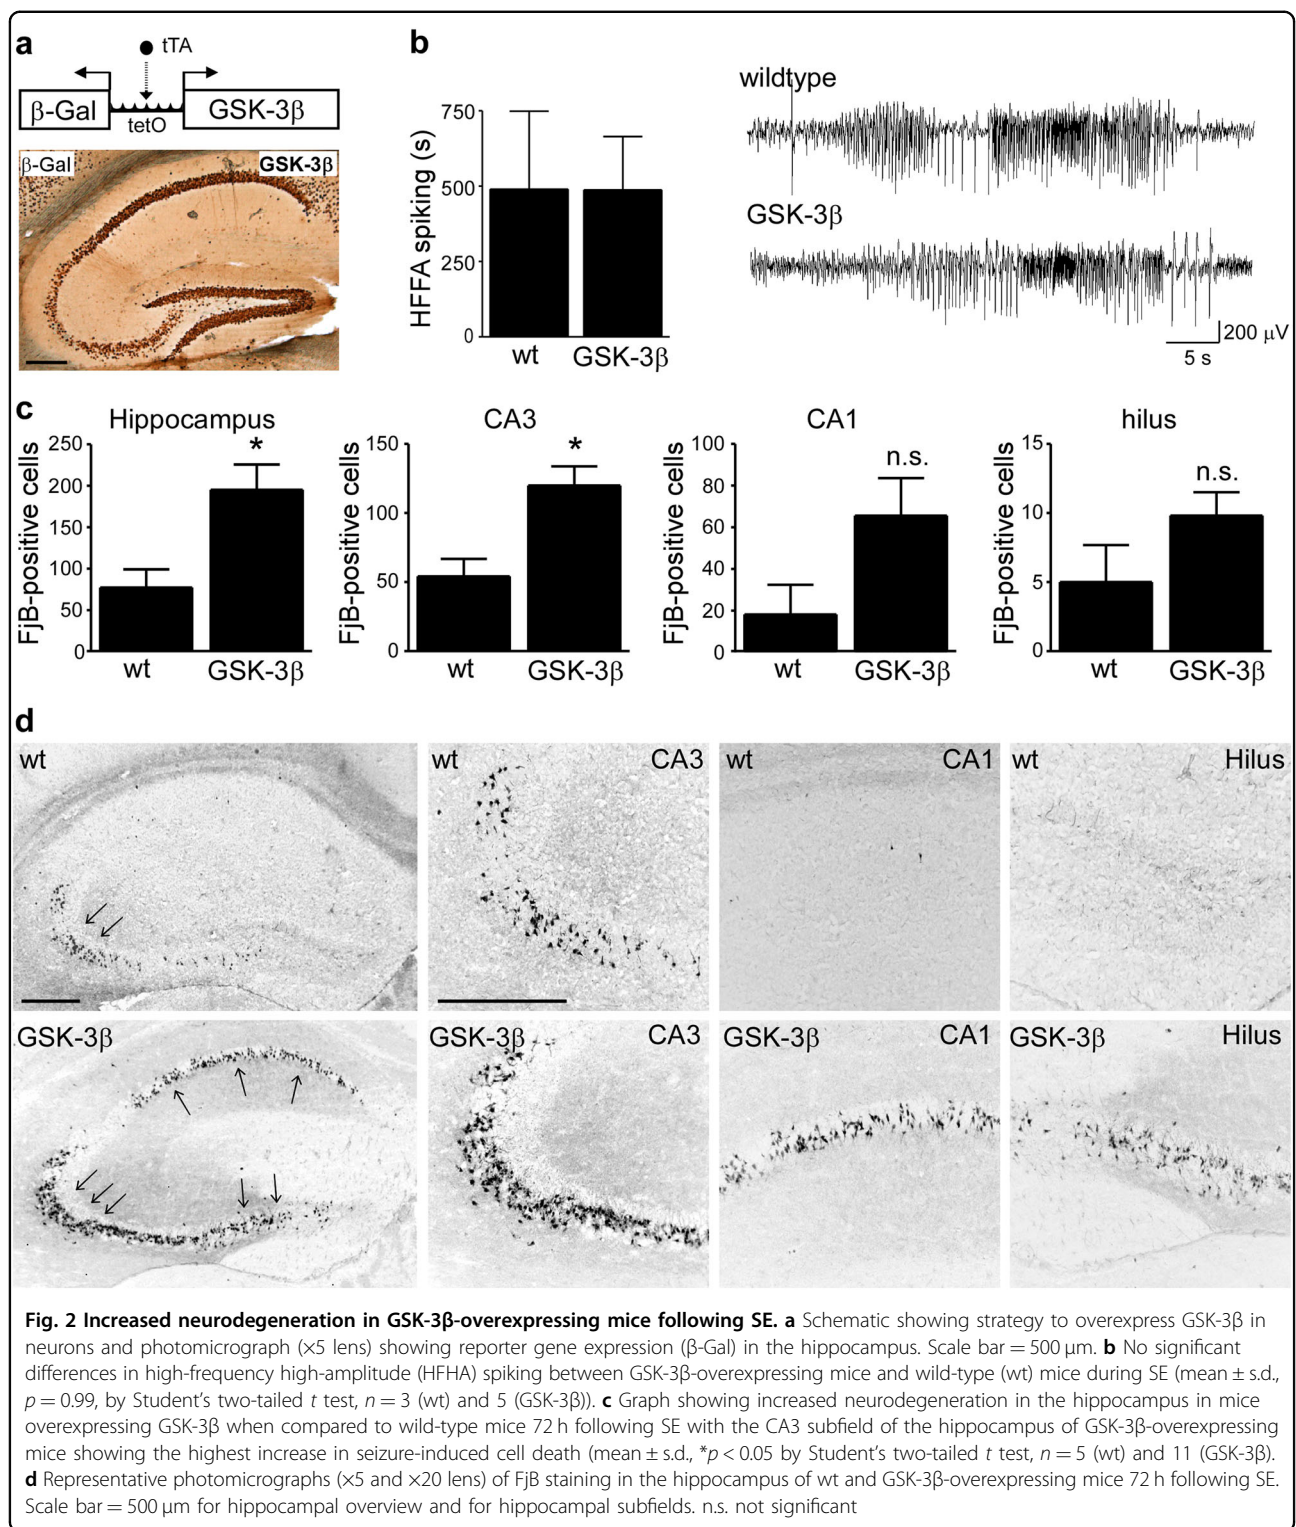 a
tTA
β-Gal
tetO
GSK-3β
β-Gal
GSK-3β
b
HFFA spiking (s)
750
500
250
0
wt
GSK-3β
wildtype
GSK-3β
200 μV
5 s
c
Hippocampus
FjB-positive cells
250
200
150
100
50
0
*
wt
GSK-3β
CA3
FjB-positive cells
150
100
50
0
*
wt
GSK-3β
CA1
FjB-positive cells
100
80
60
40
20
0
n.s.
wt
GSK-3β
hilus
FjB-positive cells
15
10
5
0
n.s.
wt
GSK-3β
d
wt
wt CA3
wt CA1
wt Hilus
GSK-3β
GSK-3β CA3
GSK-3β CA1
GSK-3β Hilus
Fig. 2 Increased neurodegeneration in GSK-3β-overexpressing mice following SE. a Schematic showing strategy to overexpress GSK-3β in
neurons and photomicrograph (×5 lens) showing reporter gene expression (β-Gal) in the hippocampus. Scale bar = 500 μm. b No significant
differences in high-frequency high-amplitude (HFHA) spiking between GSK-3β-overexpressing mice and wild-type (wt) mice during SE (mean ± s.d.,
p = 0.99, by Student's two-tailed t test, n = 3 (wt) and 5 (GSK-3β)). c Graph showing increased neurodegeneration in the hippocampus in mice
overexpressing GSK-3β when compared to wild-type mice 72 h following SE with the CA3 subfield of the hippocampus of GSK-3β-overexpressing
mice showing the highest increase in seizure-induced cell death (mean ± s.d., *p < 0.05 by Student's two-tailed t test, n = 5 (wt) and 11 (GSK-3β).
d Representative photomicrographs (×5 and ×20 lens) of FjB staining in the hippocampus of wt and GSK-3β-overexpressing mice 72 h following SE.
Scale bar = 500 μm for hippocampal overview and for hippocampal subfields. n.s. not significant